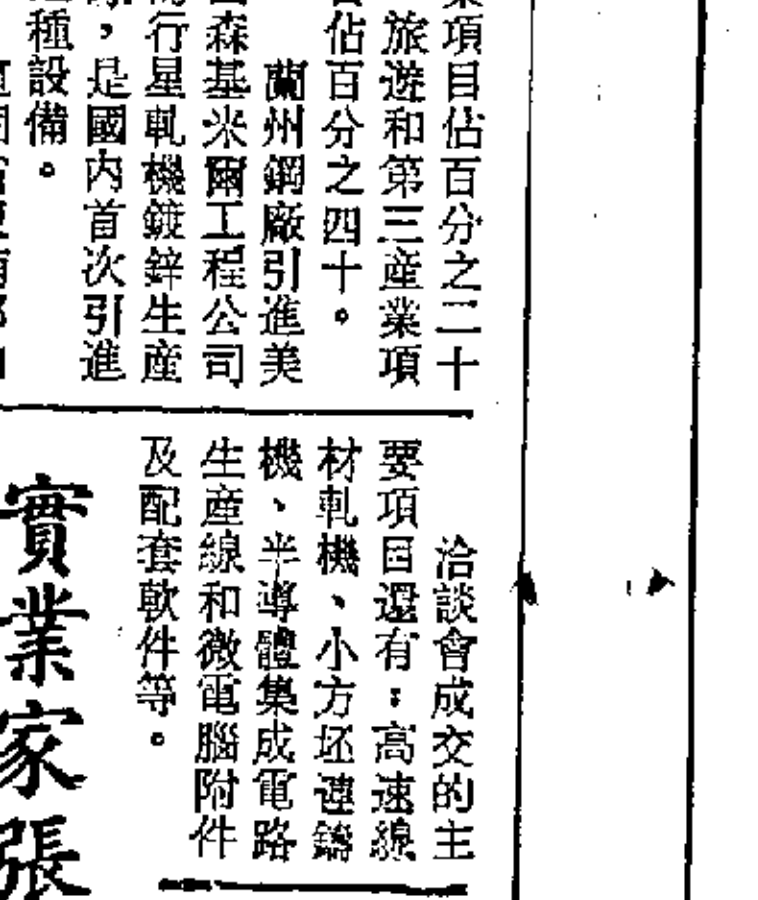 業項目佔百分之二十
旅遊和第三産業項
佔百分之四十。
蘭州鋼廠引進美
森基米爾工程公司
行星軋機鍍鋅生産
，是國内首次引進
種設備。
洽談會成交的主
要項目還有：高速線
材軋機、小方坯連鑄
機、半導體集成電路
生産線和微電腦附件
及配套軟件等。
實業家張